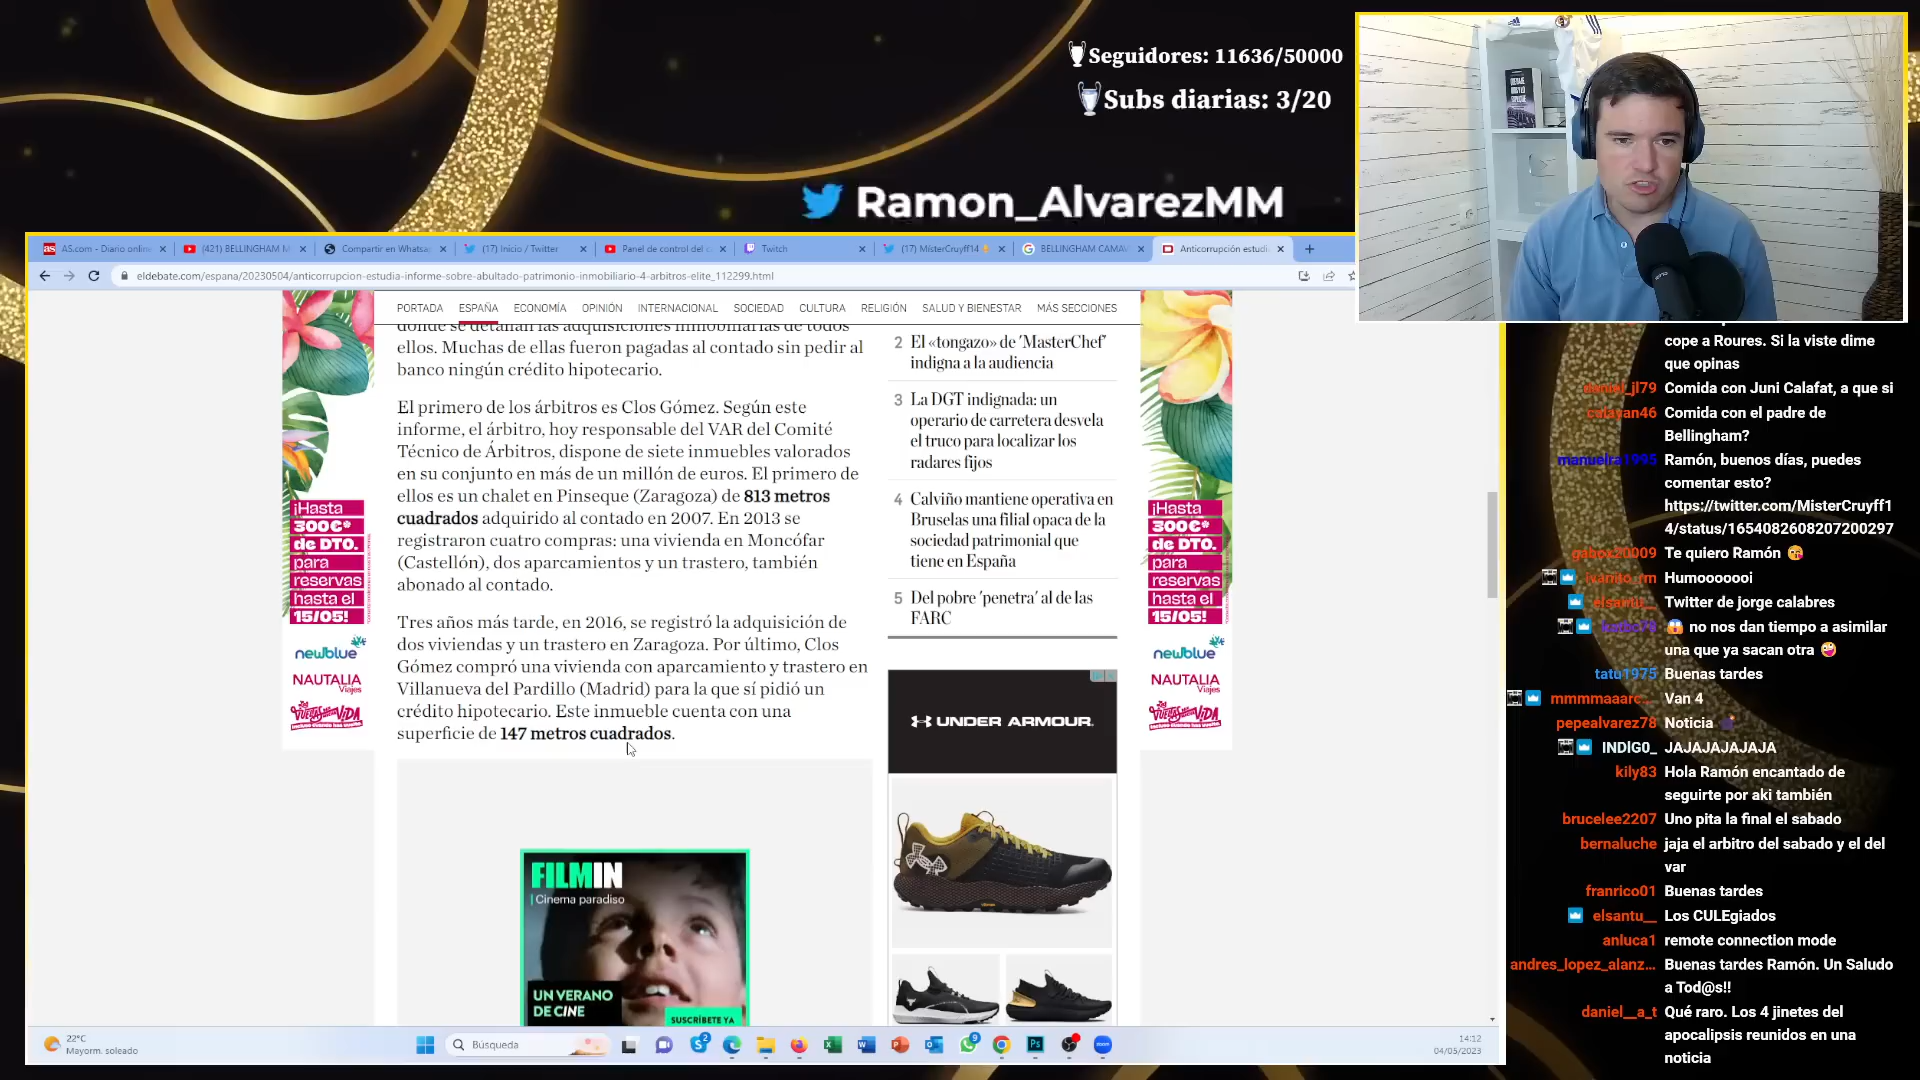 Seguidores: 11636/50000
Subs diarias: 3/20
Ramon_AlvarezMM
AS.com - Diario online
(421) BELLINGHAM M
Compartir en Whatsa
(17) Inicio / Twitter
Panel de control del c
Twitch
(17) MisterCruyff14
BELLINGHAM CAMA
Anticorrupción estudi
eldebate.com/espana/20230504/anticorrupcion-estudia-informe-sobre-abultado-patrimonio-inmobiliario-4-arbitros-elite_112299.html
PORTADA ESPAÑA ECONOMÍA OPINIÓN INTERNACIONAL SOCIEDAD CULTURA RELIGIÓN SALUD Y BIENESTAR MÁS SECCIONES
donde se detallan las adquisiciones inmobiliarias de todos
ellos. Muchas de ellas fueron pagadas al contado sin pedir al
banco ningún crédito hipotecario.
El primero de los árbitros es Clos Gómez. Según este
informe, el árbitro, hoy responsable del VAR del Comité
Técnico de Árbitros, dispone de siete inmuebles valorados
en su conjunto en más de un millón de euros. El primero de
ellos es un chalet en Pinseque (Zaragoza) de 813 metros
cuadrados adquirido al contado en 2007. En 2013 se
registraron cuatro compras: una vivienda en Moncófar
(Castellón), dos aparcamientos y un trastero, también
abonado al contado.
Tres años más tarde, en 2016, se registró la adquisición de
dos viviendas y un trastero en Zaragoza. Por último, Clos
Gómez compró una vivienda con aparcamiento y trastero en
Villanueva del Pardillo (Madrid) para la que sí pidió un
crédito hipotecario. Este inmueble cuenta con una
superficie de 147 metros cuadrados.
2 El «tongazo» de 'MasterChef'
indigna a la audiencia
3 La DGT indignada: un
operario de carretera desvela
el truco para localizar los
radares fijos
4 Calviño mantiene operativa en
Bruselas una filial opaca de la
sociedad patrimonial que
tiene en España
5 Del pobre 'penetra' al de las
FARC
UNDER ARMOUR.
¡Hasta
300€*
de DTO.
para
reservas
hasta el
15/05!
newblue
NAUTALIA
Viajes
VUELTAS VIDA
¡Hasta
300€*
de DTO.
para
reservas
hasta el
15/05!
newblue
NAUTALIA
Viajes
VUELTAS VIDA
FILMIN
Cinema paradiso
UN VERANO
DE CINE
SUSCRÍBETE YA
cope a Roures. Si la viste dime
que opinas
Comida con Juni Calafat, a que si
Comida con el padre de
Bellingham?
manuelra1995 Ramón, buenos días, puedes
comentar esto?
https://twitter.com/MisterCruyff1
4/status/1654082608207200297
Te quiero Ramón
Humooooooi
Twitter de jorge calabres
no nos dan tiempo a asimilar
una que ya sacan otra
tatu1975 Buenas tardes
mmmmaaarc... Van 4
pepealvarez78 Noticia
INDIG0_ JAJAJAJAJAJA
kily83 Hola Ramón encantado de
seguirte por aki también
brucelee2207 Uno pita la final el sabado
bernaluche jaja el arbitro del sabado y el del
var
franrico01 Buenas tardes
elsantu__ Los CULEgiados
anluca1 remote connection mode
andres_lopez_alanz... Buenas tardes Ramón. Un Saludo
a Tod@s!!
daniel__a_t Qué raro. Los 4 jinetes del
apocalipsis reunidos en una
noticia
22°C
Mayorm. soleado
Búsqueda
14:12
04/05/2023